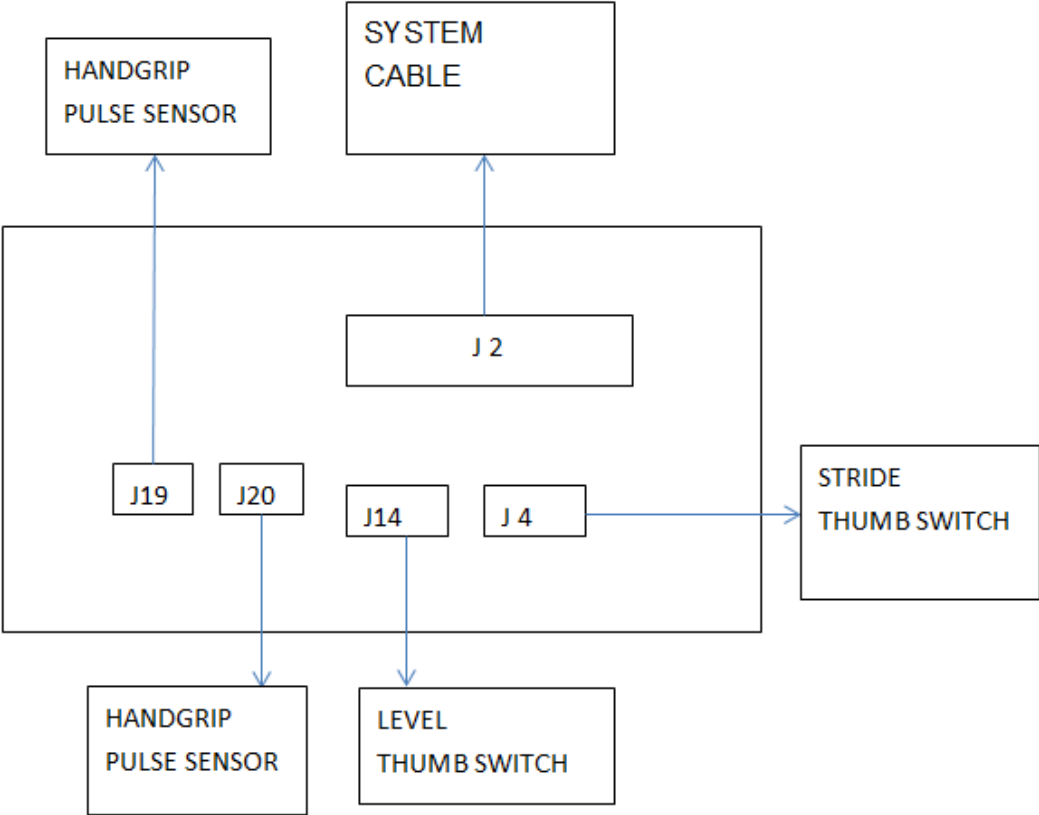 HANDGRIP
PULSE SENSOR
SYSTEM
CABLE
J 2
J19
J20
J14
J 4
STRIDE
THUMB SWITCH
HANDGRIP
PULSE SENSOR
LEVEL
THUMB SWITCH